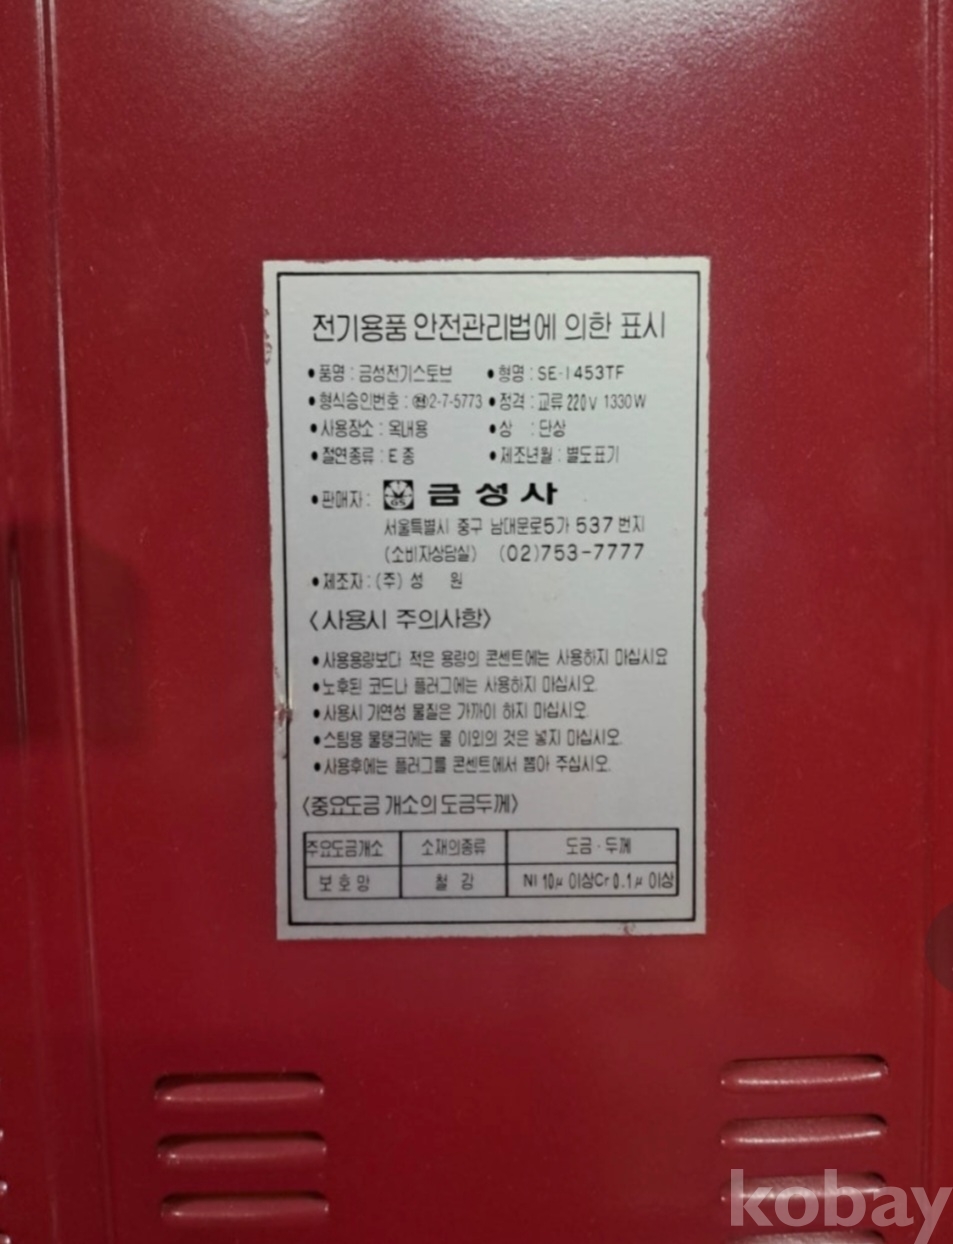 전기용품 안전관리법에 의한 표시
• 품명 : 금성전기스토브 • 형명 : SE-1453TF
• 형식승인번호 : 2-7-5773 • 정격 : 교류 220V 1330W
• 사용장소 : 옥내용 • 상 : 단상
• 절연종류 : E 종 • 제조년월 : 별도표기
• 판매자 : GS 금성사
서울특별시 중구 남대문로5가 537 번지
(소비자상담실) (02)753-7777
• 제조자 : (주) 성 원
<사용시 주의사항>
• 사용용량보다 적은 용량의 콘센트에는 사용하지 마십시요
• 노후된 코드나 플러그에는 사용하지 마십시오.
• 사용시 가연성 물질은 가까이 하지 마십시오.
• 스팀용 물탱크에는 물 이외의 것은 넣지 마십시오.
• 사용후에는 플러그를 콘센트에서 뽑아 주십시오.
<중요도금 개소의 도금두께>
주요도금개소 소재의종류 도금·두께
보호망 철 강 NI 10μ 이상Cr 0.1μ 이상
kobay